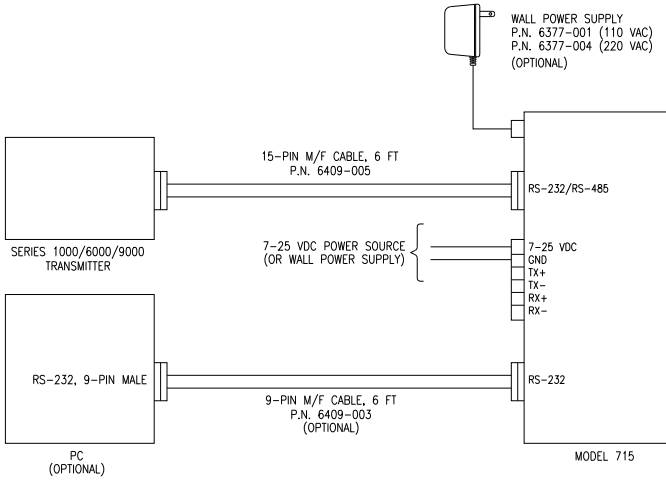 WALL POWER SUPPLY
P.N. 6377-001 (110 VAC)
P.N. 6377-004 (220 VAC)
(OPTIONAL)
15-PIN M/F CABLE, 6 FT
P.N. 6409-005
RS-232/RS-485
SERIES 1000/6000/9000
TRANSMITTER
7-25 VDC POWER SOURCE
(OR WALL POWER SUPPLY)
7-25 VDC
GND
TX+
TX-
RX+
RX-
RS-232, 9-PIN MALE
RS-232
9-PIN M/F CABLE, 6 FT
P.N. 6409-003
(OPTIONAL)
PC
(OPTIONAL)
MODEL 715